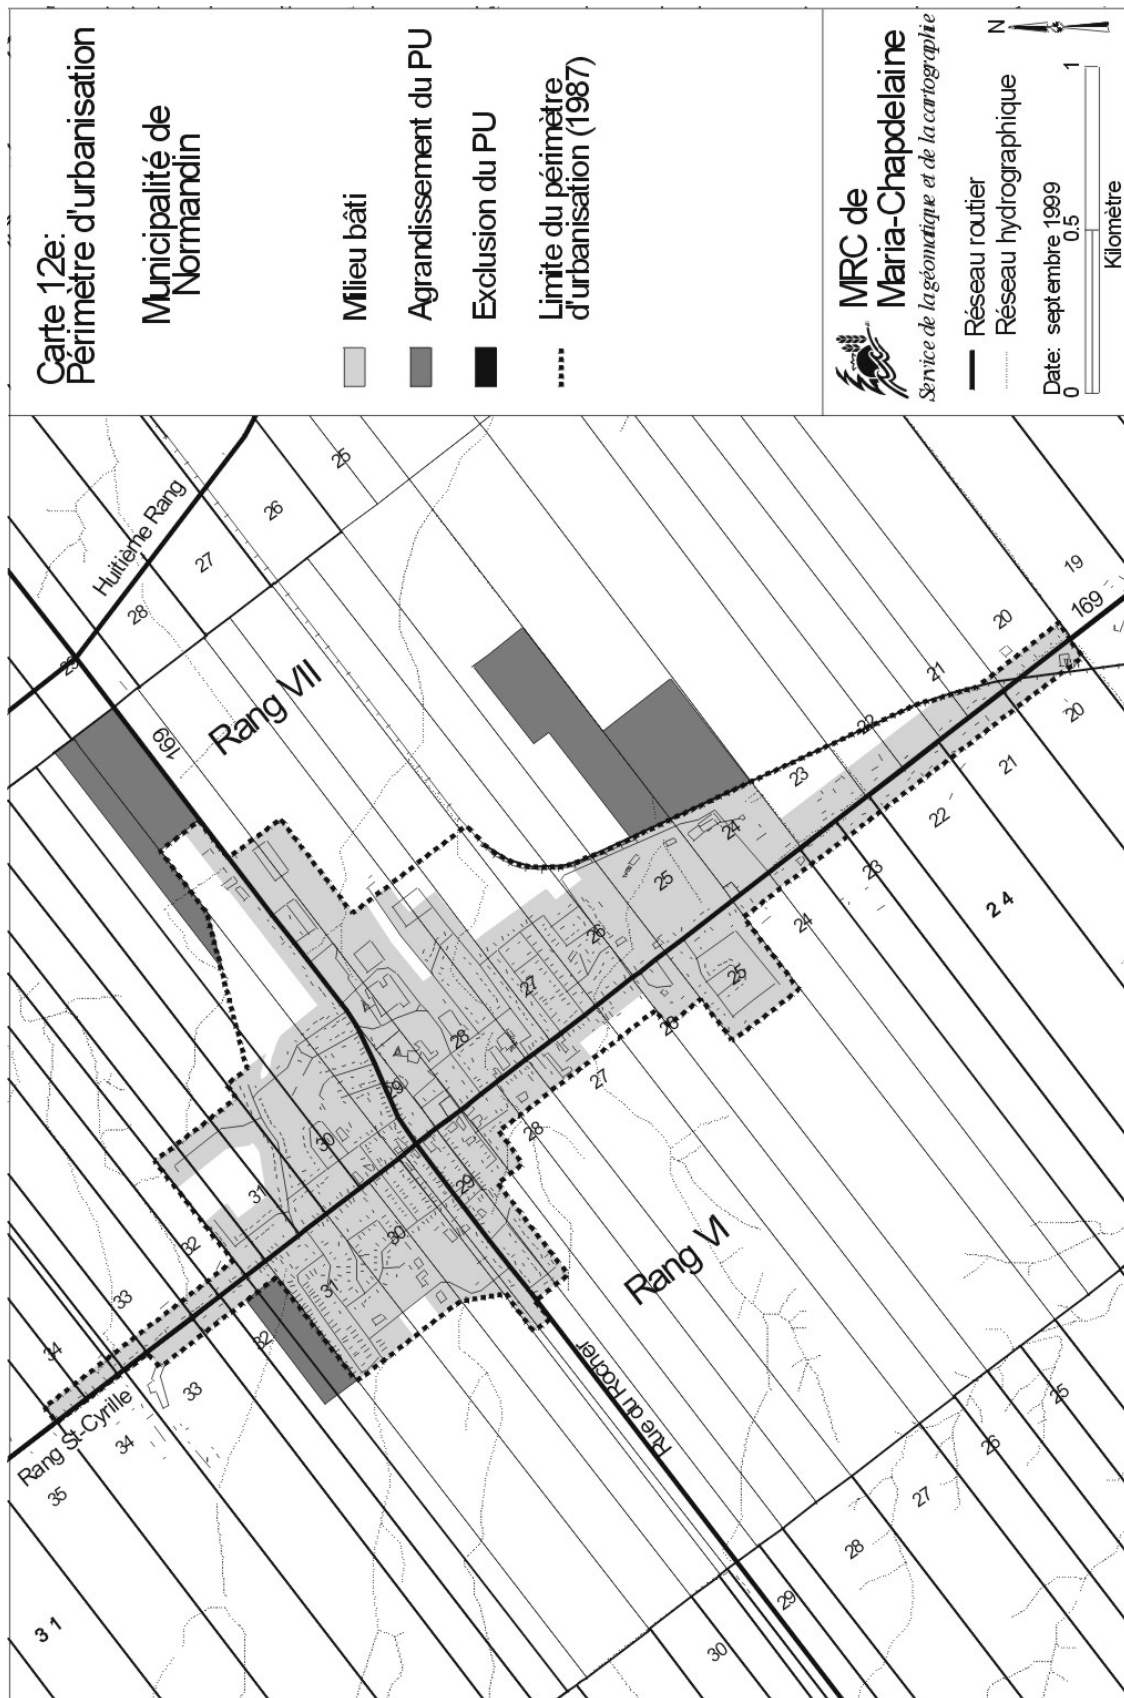 Carte 12e:
Périmètre d'urbanisation
Municipalité de
Normandin
Milieu bâti
Agrandissement du PU
Exclusion du PU
Limite du périmètre
d'urbanisation (1987)
MRC de
Maria-Chapdelaine
Service de la géomatique et de la cartographie
Réseau routier
Réseau hydrographique
Date: septembre 1999
0
0.5
1
Kilomètre
N
Huitième Rang
29
28
27
26
25
169
Rang VII
19
20
21
22
23
24
25
26
27
28
29
30
31
32
33
34
169
20
21
22
23
24
25
26
27
28
29
30
31
32
33
34
35
24
Rang St-Cyrille
Rang VI
Rue du Rocher
31
25
26
27
28
29
30